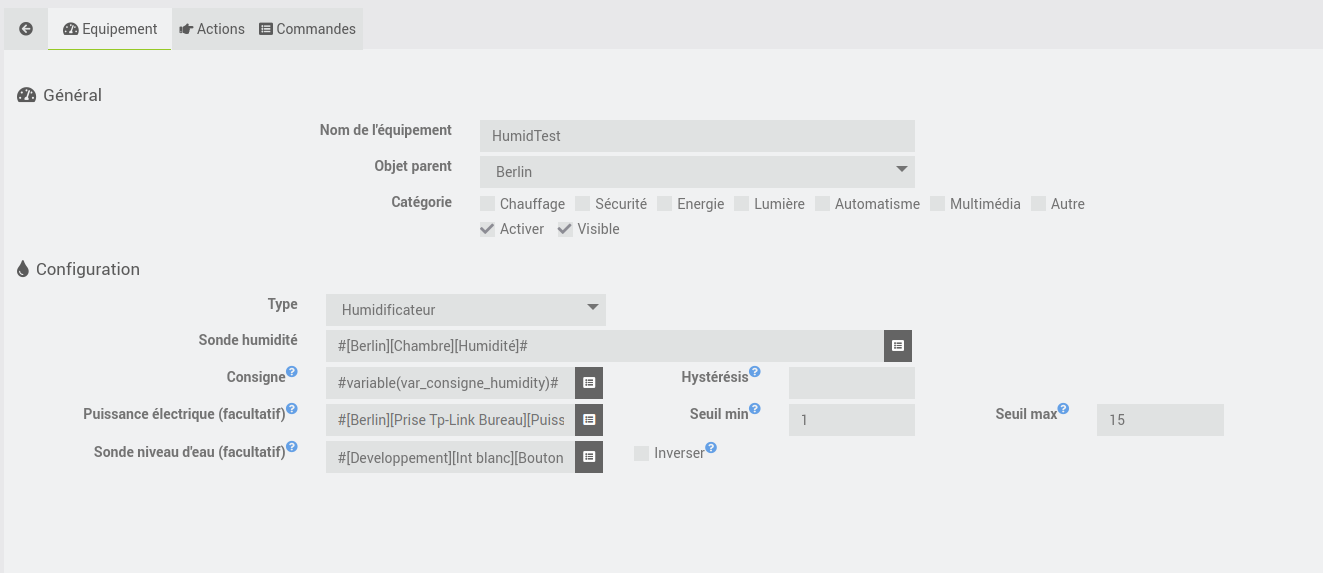 Equipement Actions Commandes
Général
Nom de l'équipement HumidTest
Objet parent Berlin
Catégorie Chauffage Sécurité Energie Lumière Automatisme Multimédia Autre
Activer Visible
Configuration
Type Humidificateur
Sonde humidité #[Berlin][Chambre][Humidité]#
Consigne? #variable(var_consigne_humidity)# Hystérésis?
Puissance électrique (facultatif)? #[Berlin][Prise Tp-Link Bureau][Puiss Seuil min? 1 Seuil max? 15
Sonde niveau d'eau (facultatif)? #[Developpement][Int blanc][Bouton Inverser?